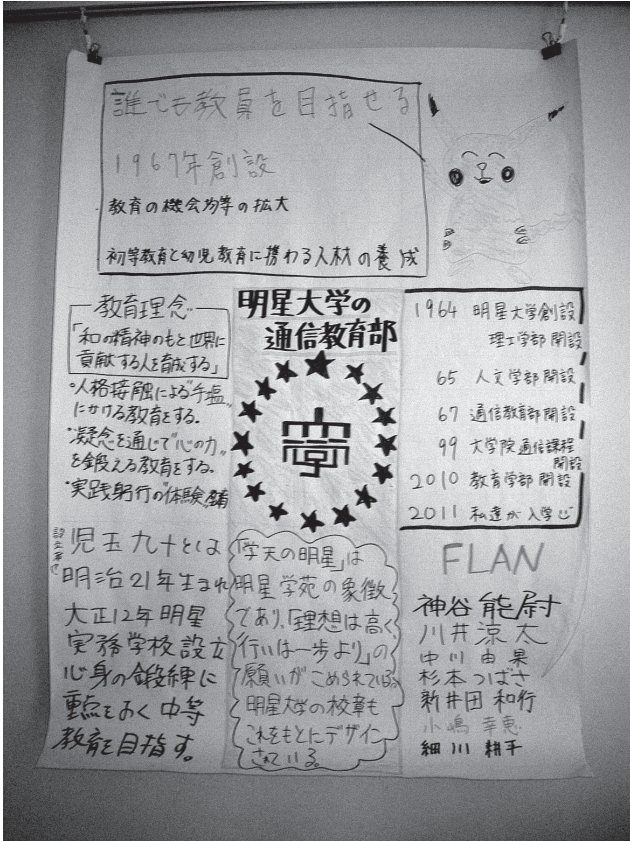 誰でも教員を目指せる
1967年創設
教育の機会均等の拡大
初等教育と幼児教育に携わる人材の養成
教育理念
「和の精神のもと世界に
貢献する人を育成する」
・人格接触による"手塩"
にかける教育をする.
・凝念を通じて"心の力"
を鍛える教育をする.
・実践躬行の"体験教育
明星大学の
通信教育部
1964 明星大学創設
理工学部開設
65 人文学部開設
67 通信教育部開設
99 大学院通信課程
開設
2010 教育学部開設
2011 私達が入学
児玉九十とは
明治21年生まれ
大正12年明星
実務学校設立
心身の鍛練に
重点をおく中等
教育を目指す。
「学天の明星」は
明星学苑の象徴
であり、「理想は高く、
行いは一歩より」の
願いがこめられている。
明星大学の校章も
これをもとにデザイン
されている。
FLAN
神谷 能尉
川井 涼太
中川 由果
杉本 つばさ
新井田 和行
小嶋 幸恵
細川 耕平